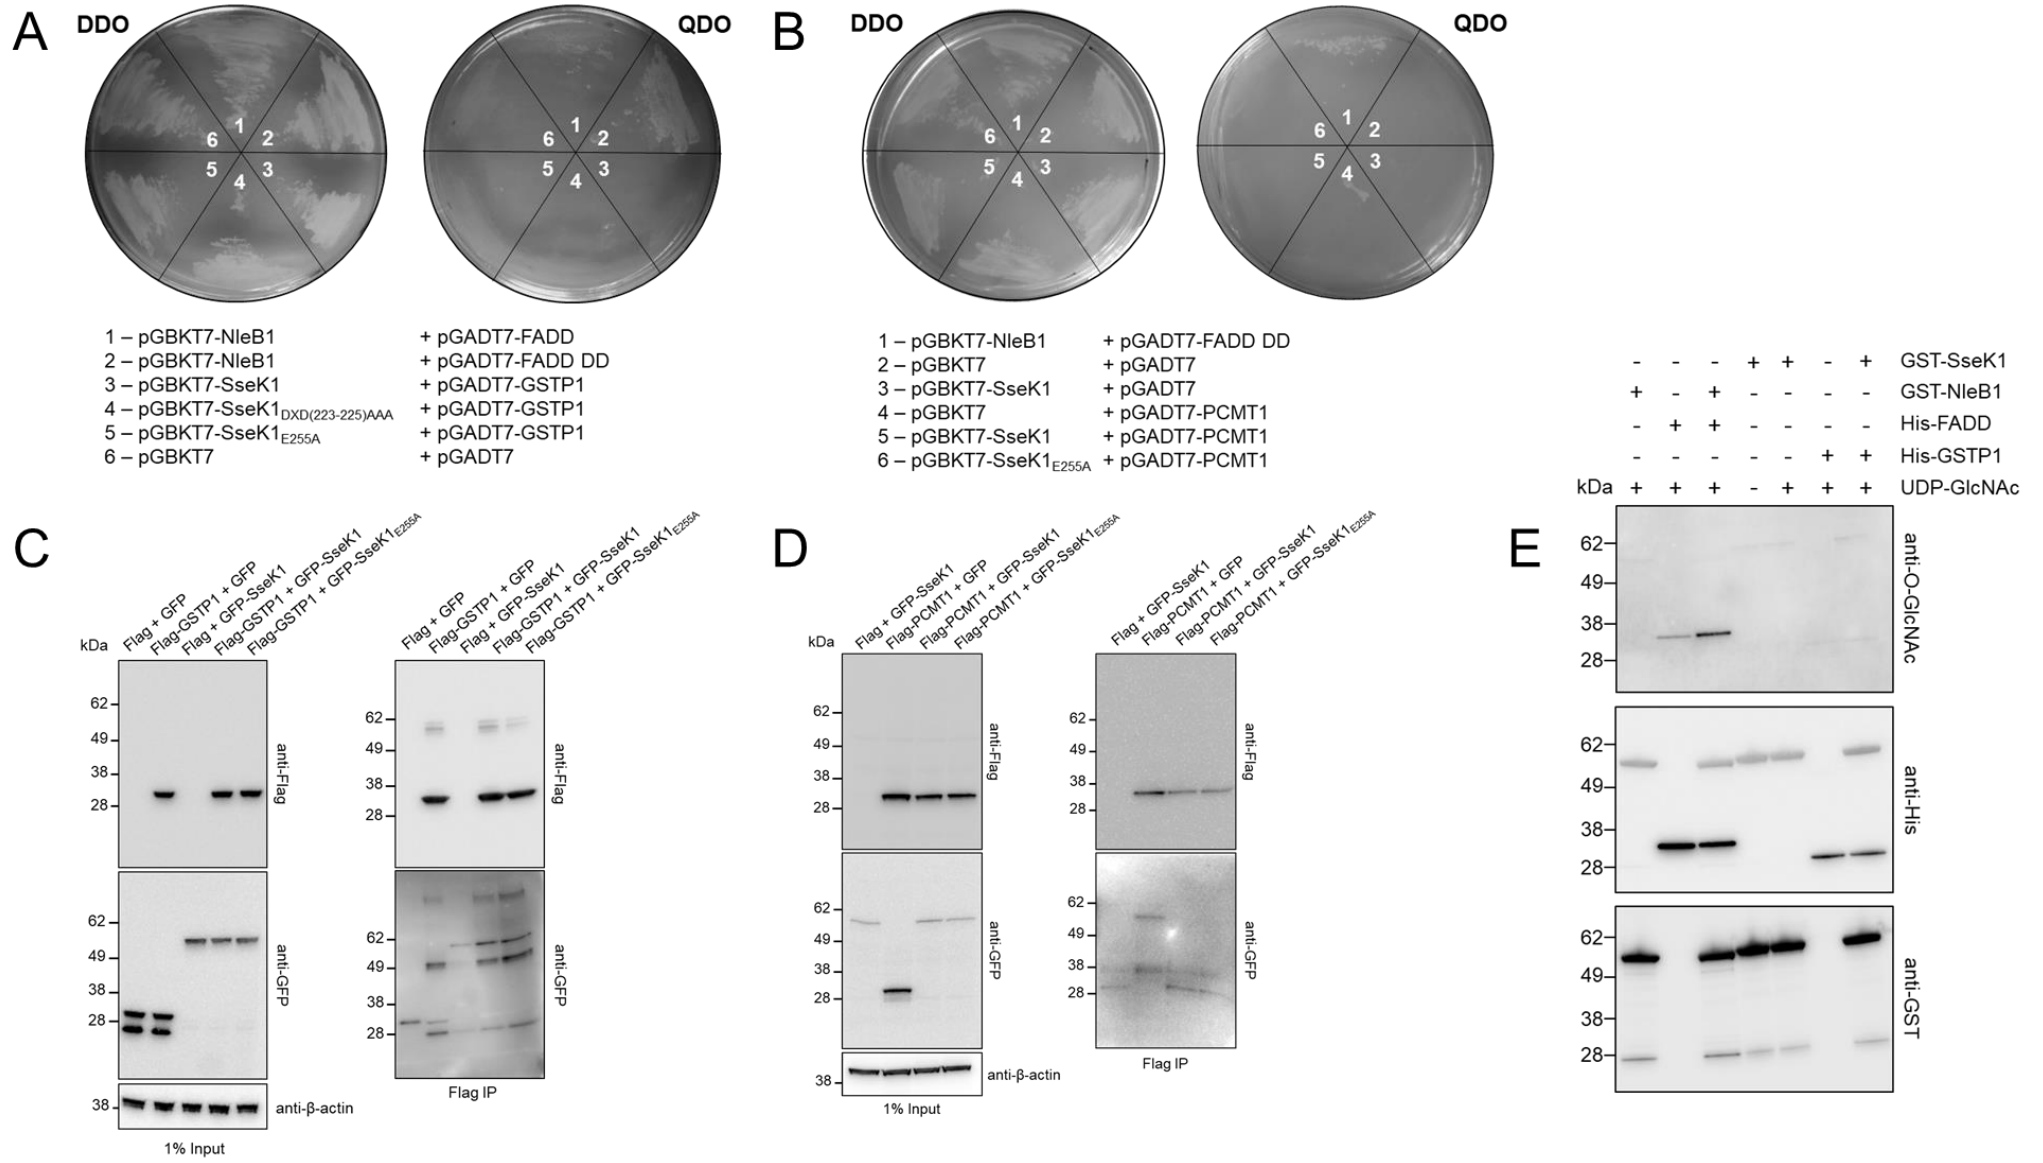 A
DDO
QDO
1
2
3
4
5
6
1
2
3
4
5
6
1 – pGBKT7-NleB1 + pGADT7-FADD
2 – pGBKT7-NleB1 + pGADT7-FADD DD
3 – pGBKT7-SseK1 + pGADT7-GSTP1
4 – pGBKT7-SseK1DXD(223-225)AAA + pGADT7-GSTP1
5 – pGBKT7-SseK1E255A + pGADT7-GSTP1
6 – pGBKT7 + pGADT7
B
DDO
QDO
1
2
3
4
5
6
1
2
3
4
5
6
1 – pGBKT7-NleB1 + pGADT7-FADD DD
2 – pGBKT7 + pGADT7
3 – pGBKT7-SseK1 + pGADT7
4 – pGBKT7 + pGADT7-PCMT1
5 – pGBKT7-SseK1 + pGADT7-PCMT1
6 – pGBKT7-SseK1E255A + pGADT7-PCMT1
C
kDa
Flag + GFP
Flag-GSTP1 + GFP
Flag + GFP-SseK1
Flag-GSTP1 + GFP-SseK1
Flag-GSTP1 + GFP-SseK1E255A
62
49
38
28
anti-Flag
62
49
38
28
anti-GFP
38
anti-β-actin
1% Input
Flag + GFP
Flag-GSTP1 + GFP
Flag + GFP-SseK1
Flag-GSTP1 + GFP-SseK1
Flag-GSTP1 + GFP-SseK1E255A
62
49
38
28
anti-Flag
62
49
38
28
anti-GFP
Flag IP
D
kDa
Flag + GFP-SseK1
Flag-PCMT1 + GFP
Flag-PCMT1 + GFP-SseK1
Flag-PCMT1 + GFP-SseK1E255A
62
49
38
28
anti-Flag
62
49
38
28
anti-GFP
38
anti-β-actin
1% Input
Flag + GFP-SseK1
Flag-PCMT1 + GFP
Flag-PCMT1 + GFP-SseK1
Flag-PCMT1 + GFP-SseK1E255A
62
49
38
28
anti-Flag
62
49
38
28
anti-GFP
Flag IP
E
- - - + + - + GST-SseK1
+ - + - - - - GST-NleB1
- + + - - - - His-FADD
- - - - - + + His-GSTP1
kDa + + + - + + + UDP-GlcNAc
62
49
38
28
anti-O-GlcNAc
62
49
38
28
anti-His
62
49
38
28
anti-GST